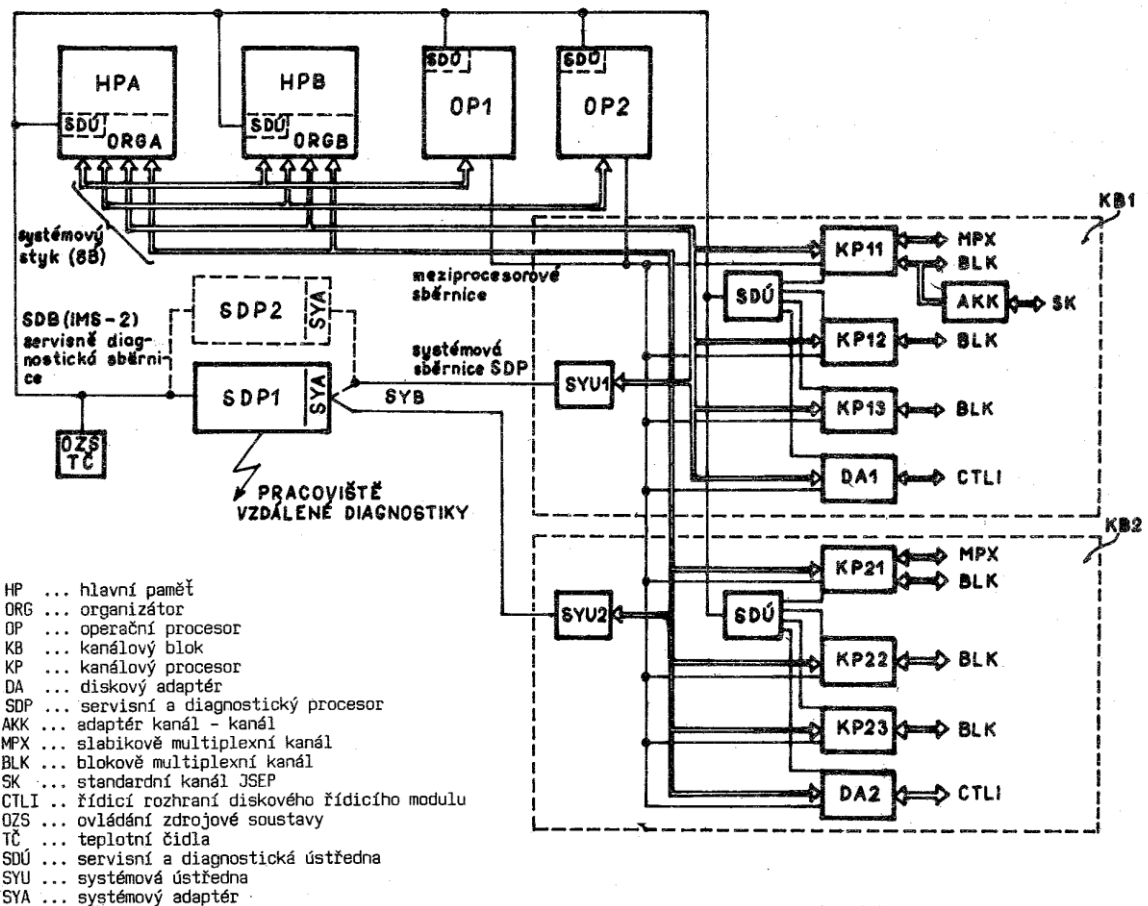 SDÚ
SDÚ
HPA
HPB
OP1
OP2
SDÚ
ORGA
SDÚ
ORGB
KB1
systémový
styk (8B)
KP11
MPX
BLK
meziprocesorové
sběrnice
SDÚ
AKK
SK
SDP2
SYA
SDB (IMS-2)
servisně diag-
nostická sběrni-
ce
KP12
BLK
systémová
sběrnice SDP
SYU1
SDP1
SYA
SYB
KP13
BLK
OZS
TČ
DA1
CTLI
PRACOVIŠTĚ
VZDÁLENÉ DIAGNOSTIKY
KB2
KP21
MPX
BLK
SYU2
SDÚ
KP22
BLK
KP23
BLK
DA2
CTLI
HP ... hlavní paměť
ORG ... organizátor
OP ... operační procesor
KB ... kanálový blok
KP ... kanálový procesor
DA ... diskový adaptér
SDP ... servisní a diagnostický procesor
AKK ... adaptér kanál - kanál
MPX ... slabikově multiplexní kanál
BLK ... blokově multiplexní kanál
SK ... standardní kanál JSEP
CTLI .. řídicí rozhraní diskového řídicího modulu
OZS ... ovládání zdrojové soustavy
TČ ... teplotní čidla
SDÚ ... servisní a diagnostická ústředna
SYU ... systémová ústředna
SYA ... systémový adaptér